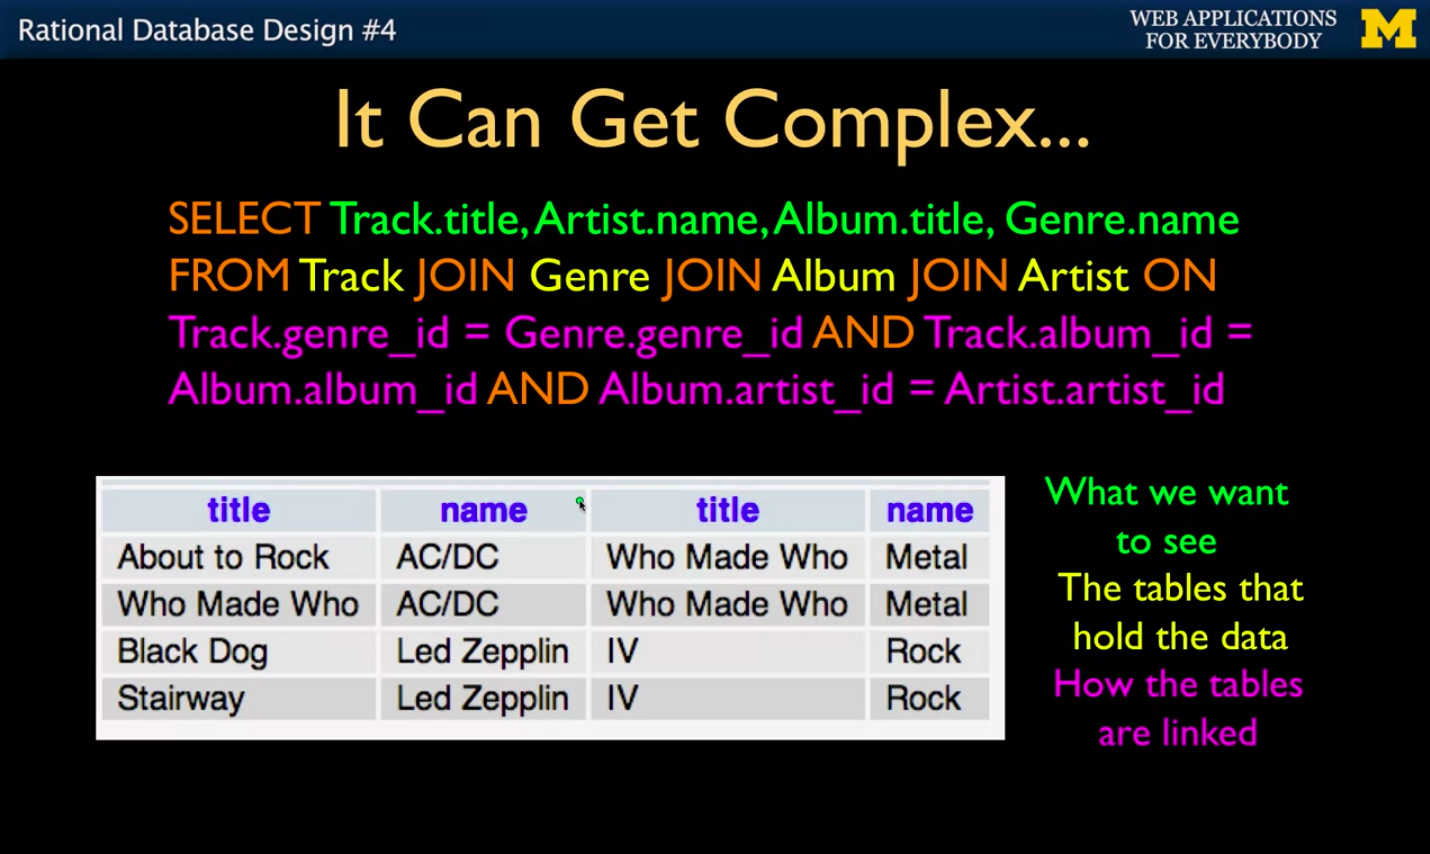 Rational Database Design #4
WEB APPLICATIONS
FOR EVERYBODY
M
It Can Get Complex...
SELECT Track.title, Artist.name, Album.title, Genre.name
FROM Track JOIN Genre JOIN Album JOIN Artist ON
Track.genre_id = Genre.genre_id AND Track.album_id =
Album.album_id AND Album.artist_id = Artist.artist_id
title name title name
About to Rock AC/DC Who Made Who Metal
Who Made Who AC/DC Who Made Who Metal
Black Dog Led Zepplin IV Rock
Stairway Led Zepplin IV Rock
What we want
to see
The tables that
hold the data
How the tables
are linked